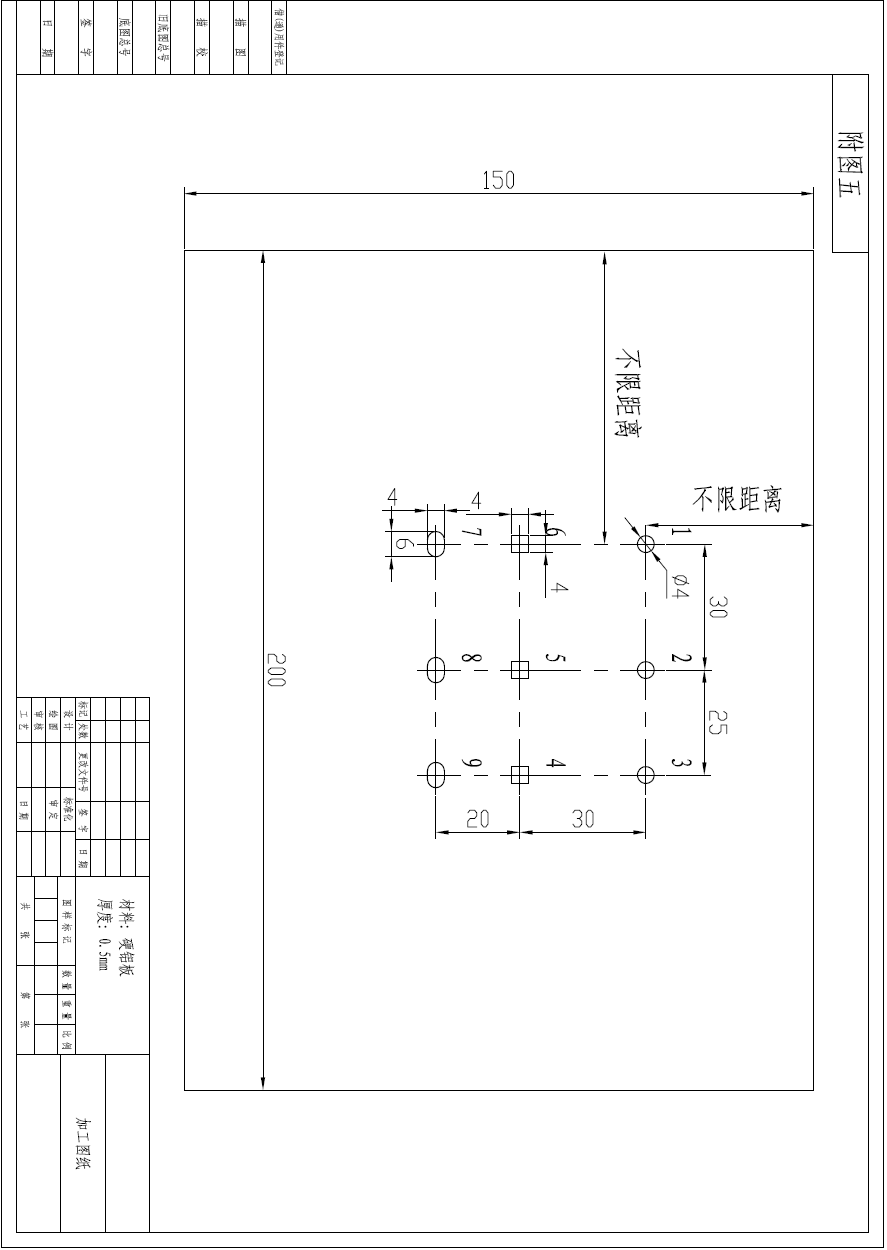 附图五
借(通)用件登记
描 图
描 校
旧底图总号
底图总号
签 字
日 期
150
不限距离
不限距离
200
30
25
Ø4
1
2
3
6
5
4
4
4
7
8
9
4
6
20
30
标记
处数
更改文件号
签 字
日 期
设 计
标准化
绘 图
审 定
审 核
工 艺
日 期
材料：硬铝板
厚度：0.5mm
图 样 标 记
数 量
重 量
比 例
共 张
第 张
加工图纸